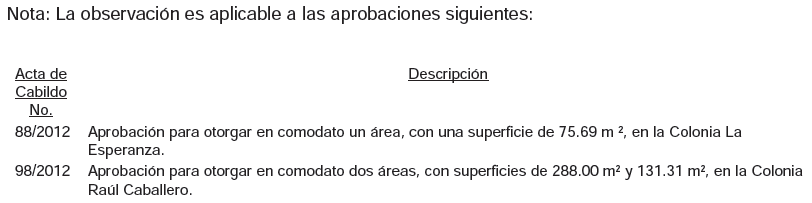 Nota: La observación es aplicable a las aprobaciones siguientes:
Acta de Cabildo No.
Descripción
88/2012 Aprobación para otorgar en comodato un área, con una superficie de 75.69 m ², en la Colonia La
Esperanza.
98/2012 Aprobación para otorgar en comodato dos áreas, con superficies de 288.00 m² y 131.31 m², en la Colonia
Raúl Caballero.